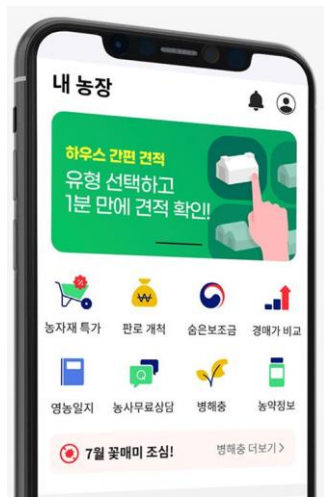 내 농장
하우스 간편 견적
유형 선택하고
1분 만에 견적 확인!
농자재 특가 판로 개척 숨은보조금 경매가 비교
영농일지 농사무료상담 병해충 농약정보
7월 꽃매미 조심! 병해충 더보기 >